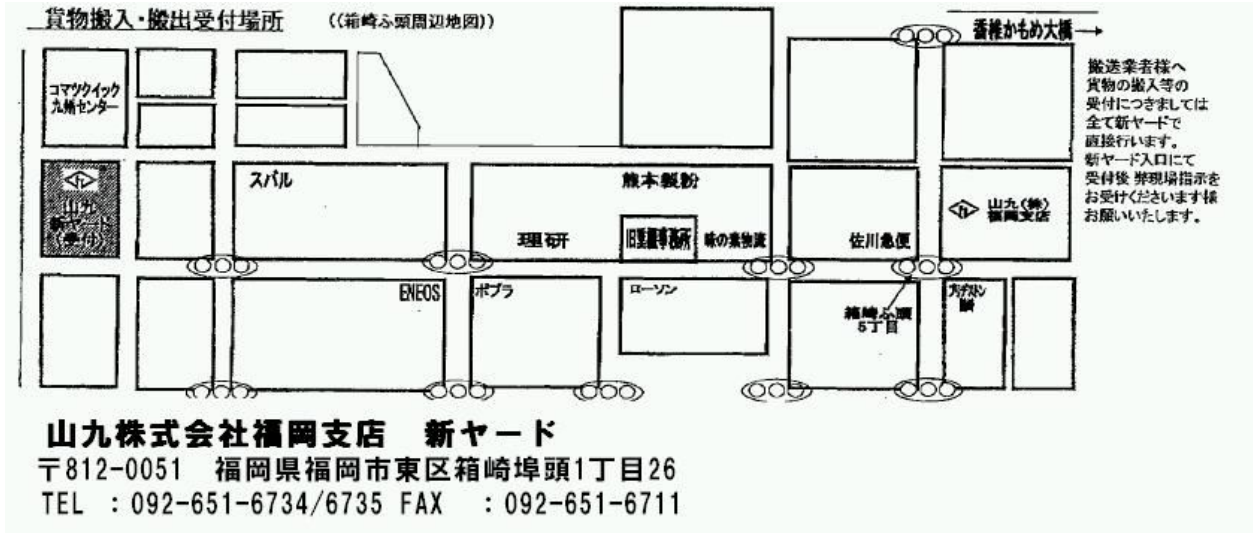 貨物搬入・搬出受付場所　((箱崎ふ頭周辺地図))
香椎かもめ大橋→
コマツクイック
九州センター
搬送業者様へ
貨物の搬入等の
受付につきましては
全て新ヤードで
直接行います。
新ヤード入口にて
受付後 弊現場指示を
お受けくださいます様
お願いいたします。
山九
新ヤード
(受付)
スバル
熊本製粉
理研
味の素物流
佐川急便
山九(株)
福岡支店
ENEOS
ポプラ
ローソン
箱崎ふ頭
5丁目
山九株式会社福岡支店　新ヤード
〒812-0051　福岡県福岡市東区箱崎埠頭1丁目26
TEL ：092-651-6734/6735 FAX ：092-651-6711